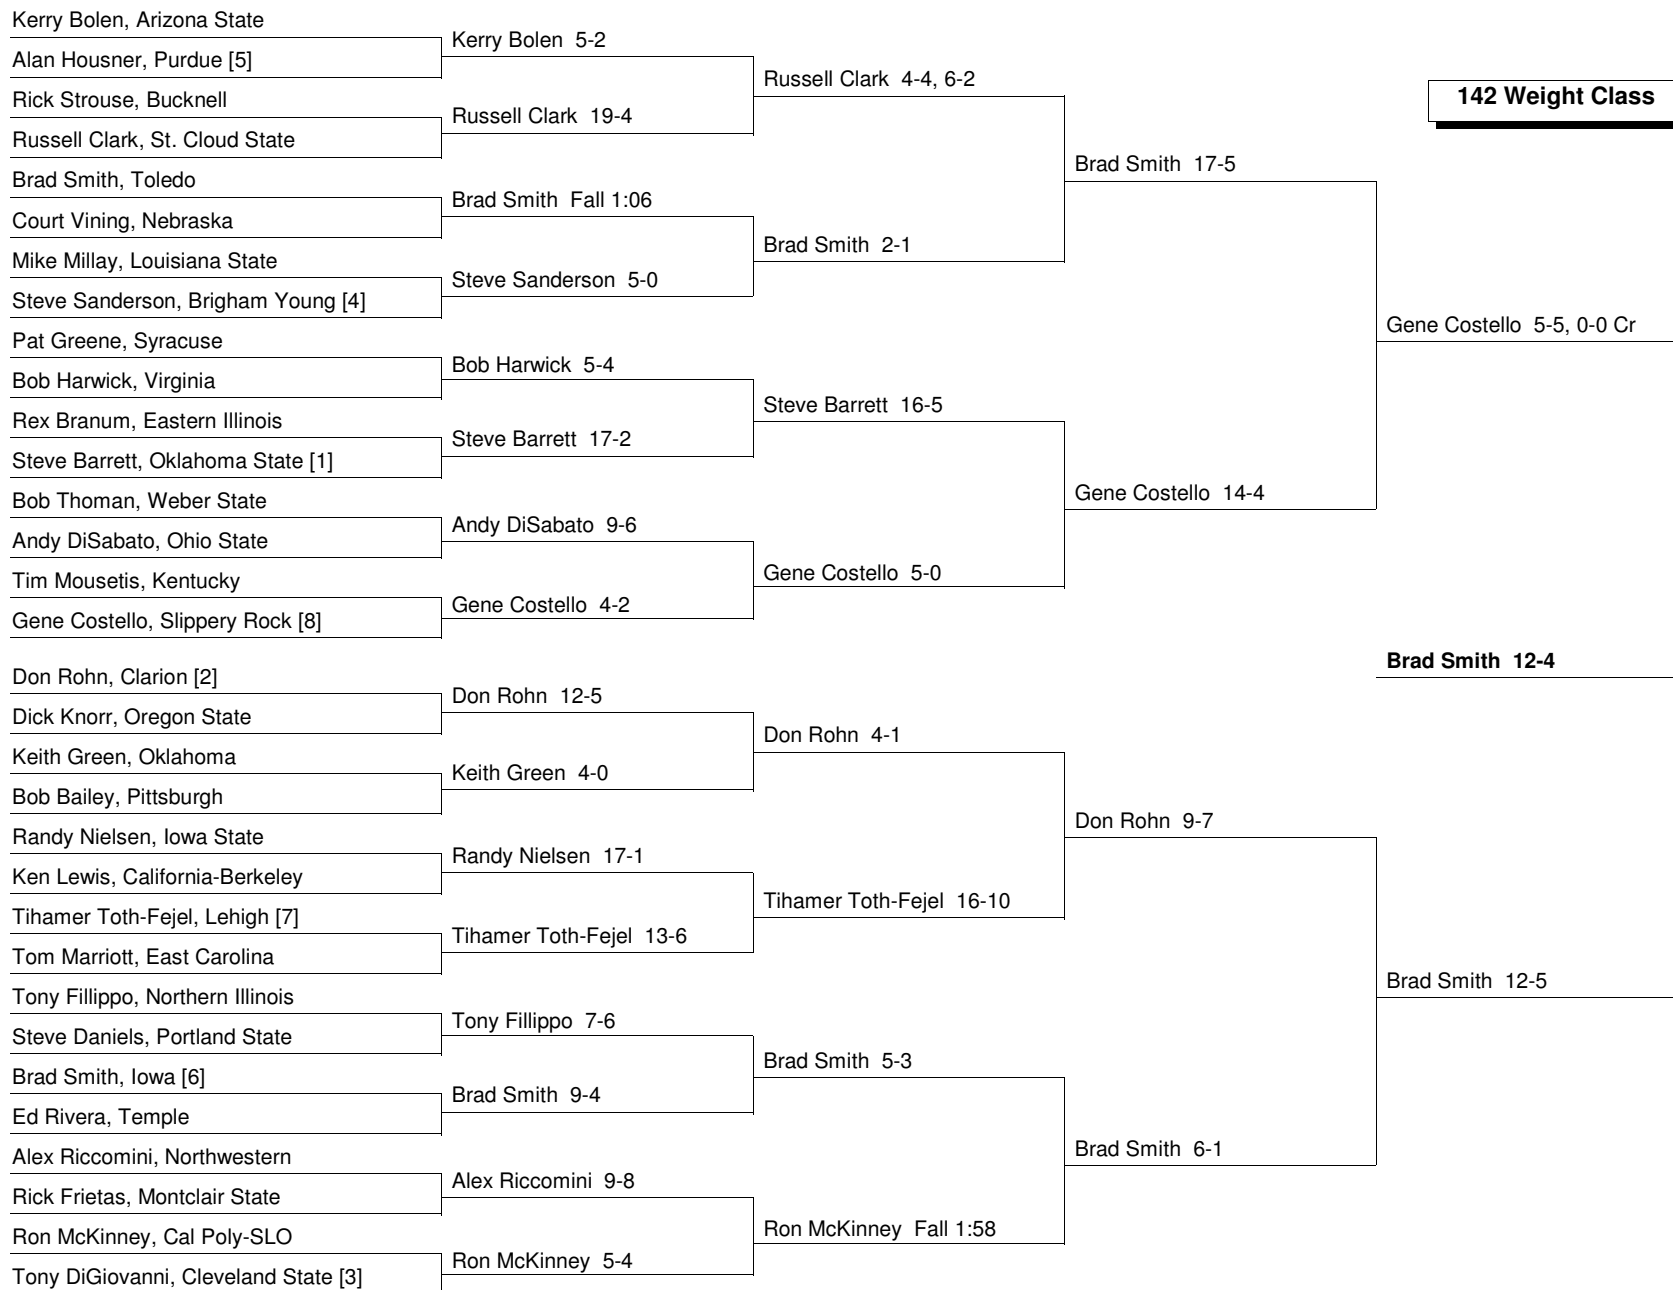 Kerry Bolen, Arizona State
Alan Housner, Purdue [5]
Rick Strouse, Bucknell
Russell Clark, St. Cloud State
Brad Smith, Toledo
Court Vining, Nebraska
Mike Millay, Louisiana State
Steve Sanderson, Brigham Young [4]
Pat Greene, Syracuse
Bob Harwick, Virginia
Rex Branum, Eastern Illinois
Steve Barrett, Oklahoma State [1]
Bob Thoman, Weber State
Andy DiSabato, Ohio State
Tim Mousetis, Kentucky
Gene Costello, Slippery Rock [8]
Don Rohn, Clarion [2]
Dick Knorr, Oregon State
Keith Green, Oklahoma
Bob Bailey, Pittsburgh
Randy Nielsen, Iowa State
Ken Lewis, California-Berkeley
Tihamer Toth-Fejel, Lehigh [7]
Tom Marriott, East Carolina
Tony Fillippo, Northern Illinois
Steve Daniels, Portland State
Brad Smith, Iowa [6]
Ed Rivera, Temple
Alex Riccomini, Northwestern
Rick Frietas, Montclair State
Ron McKinney, Cal Poly-SLO
Tony DiGiovanni, Cleveland State [3]
Kerry Bolen 5-2
Russell Clark 19-4
Brad Smith Fall 1:06
Steve Sanderson 5-0
Bob Harwick 5-4
Steve Barrett 17-2
Andy DiSabato 9-6
Gene Costello 4-2
Don Rohn 12-5
Keith Green 4-0
Randy Nielsen 17-1
Tihamer Toth-Fejel 13-6
Tony Fillippo 7-6
Brad Smith 9-4
Alex Riccomini 9-8
Ron McKinney 5-4
Russell Clark 4-4, 6-2
Brad Smith 2-1
Steve Barrett 16-5
Gene Costello 5-0
Don Rohn 4-1
Tihamer Toth-Fejel 16-10
Brad Smith 5-3
Ron McKinney Fall 1:58
Brad Smith 17-5
Gene Costello 14-4
Don Rohn 9-7
Brad Smith 6-1
142 Weight Class
Gene Costello 5-5, 0-0 Cr
Brad Smith 12-4
Brad Smith 12-5